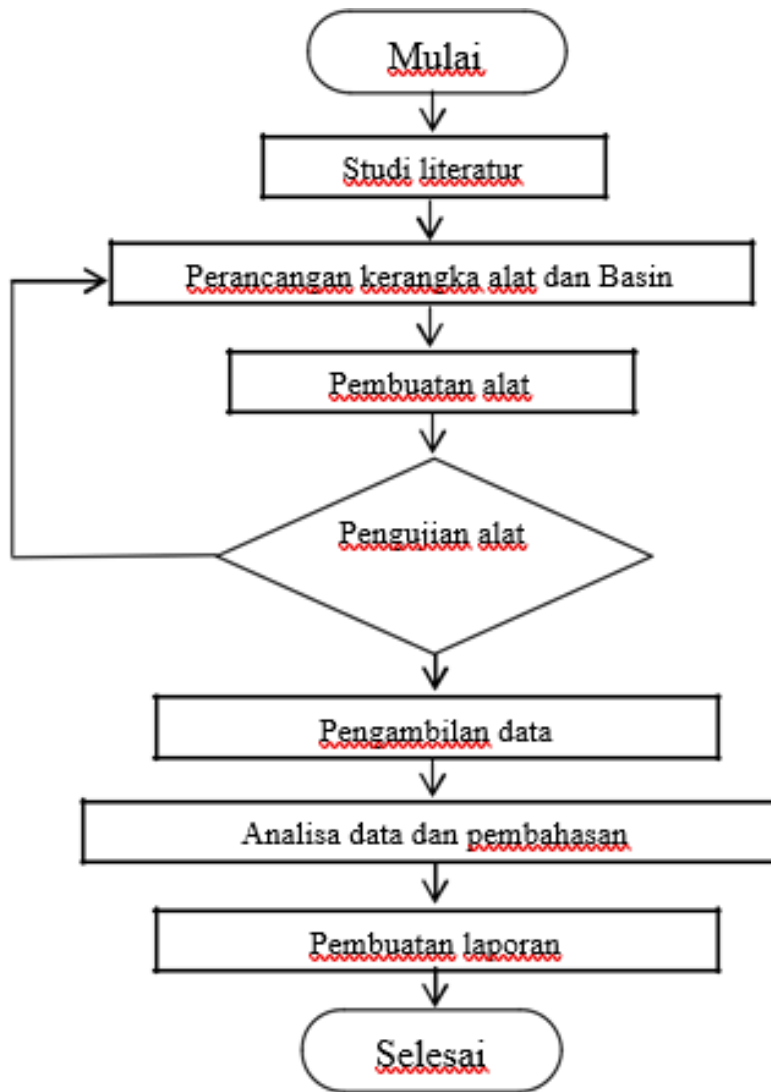 Mulai
Studi literatur
Perancangan kerangka alat dan Basin
Pembuatan alat
Pengujian alat
Pengambilan data
Analisa data dan pembahasan
Pembuatan laporan
Selesai